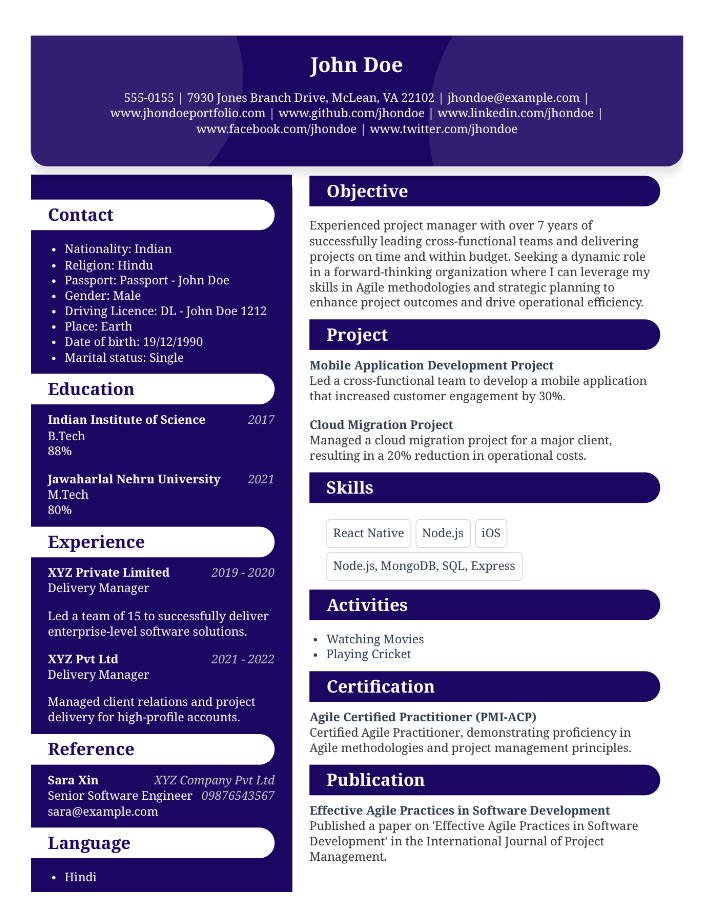 John Doe
555-0155 | 7930 Jones Branch Drive, McLean, VA 22102 | jhondoe@example.com |
www.jhondoeportfolio.com | www.github.com/jhondoe | www.linkedin.com/jhondoe |
www.facebook.com/jhondoe | www.twitter.com/jhondoe
Contact
• Nationality: Indian
• Religion: Hindu
• Passport: Passport - John Doe
• Gender: Male
• Driving Licence: DL - John Doe 1212
• Place: Earth
• Date of birth: 19/12/1990
• Marital status: Single
Education
Indian Institute of Science 2017
B.Tech
88%
Jawaharlal Nehru University 2021
M.Tech
80%
Experience
XYZ Private Limited 2019 - 2020
Delivery Manager
Led a team of 15 to successfully deliver
enterprise-level software solutions.
XYZ Pvt Ltd 2021 - 2022
Delivery Manager
Managed client relations and project
delivery for high-profile accounts.
Reference
Sara Xin XYZ Company Pvt Ltd
Senior Software Engineer 09876543567
sara@example.com
Language
• Hindi
Objective
Experienced project manager with over 7 years of
successfully leading cross-functional teams and delivering
projects on time and within budget. Seeking a dynamic role
in a forward-thinking organization where I can leverage my
skills in Agile methodologies and strategic planning to
enhance project outcomes and drive operational efficiency.
Project
Mobile Application Development Project
Led a cross-functional team to develop a mobile application
that increased customer engagement by 30%.
Cloud Migration Project
Managed a cloud migration project for a major client,
resulting in a 20% reduction in operational costs.
Skills
React Native Node.js iOS
Node.js, MongoDB, SQL, Express
Activities
• Watching Movies
• Playing Cricket
Certification
Agile Certified Practitioner (PMI-ACP)
Certified Agile Practitioner, demonstrating proficiency in
Agile methodologies and project management principles.
Publication
Effective Agile Practices in Software Development
Published a paper on 'Effective Agile Practices in Software
Development' in the International Journal of Project
Management.